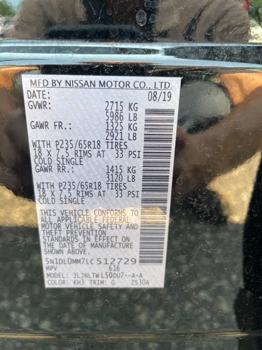 MFD BY NISSAN MOTOR CO., LTD.
DATE: 08/19
GVWR: 2715 KG
5986 LB
GAWR FR.: 1325 KG
2921 LB
WITH P235/65R18 TIRES
18 X 7.5 RIMS AT 33 PSI
COLD SINGLE
GAWR RR.: 1415 KG
3120 LB
WITH P235/65R18 TIRES
18 X 7.5 RIMS AT 33 PSI
COLD SINGLE
THIS VEHICLE CONFORMS TO
ALL APPLICABLE FEDERAL
MOTOR VEHICLE SAFETY
AND THEFT PREVENTION
STANDARDS IN EFFECT ON
THE DATE OF MANUFACTURE
SHOWN ABOVE.
5N1DL0MM7LC512729
MPV 616
MODEL:
COLOR: KH3 TRIM: G